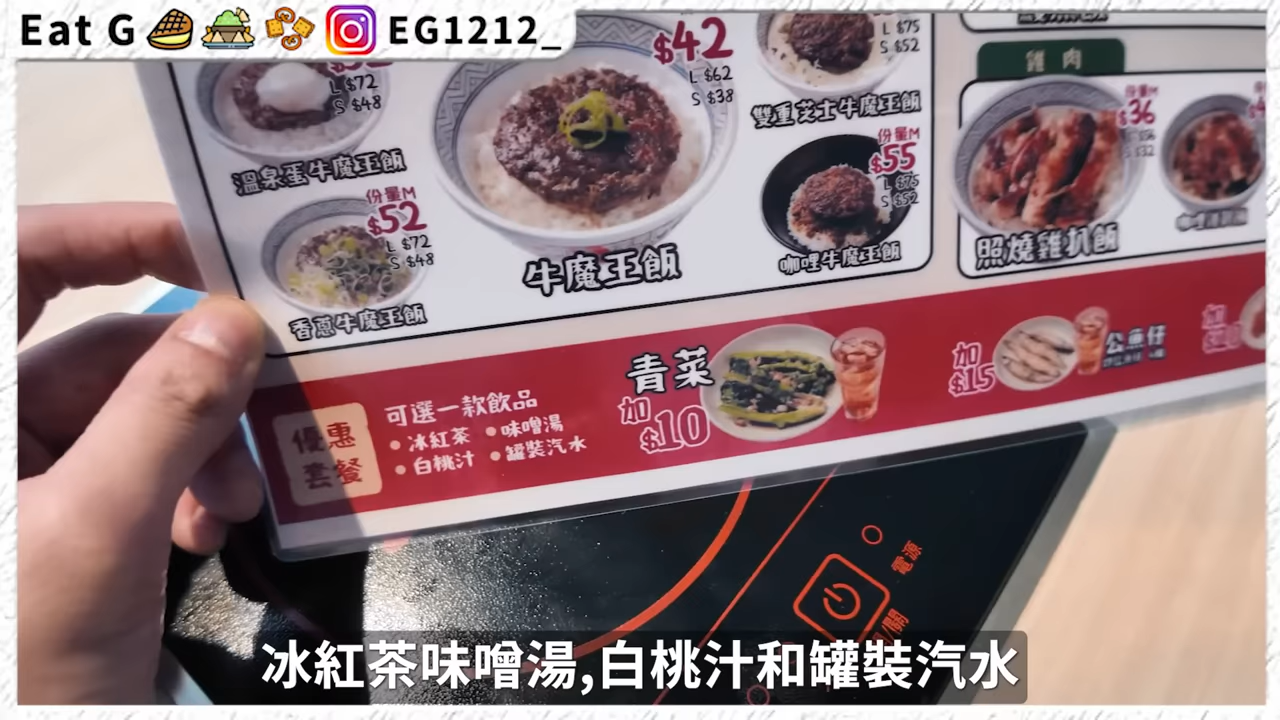 Eat G EG1212_
L $72
S $48
溫泉蛋牛魔王飯
份量M
$52
L $72
S $48
香蔥牛魔王飯
$42
L $62
S $38
牛魔王飯
L $75
S $52
雙重芝士牛魔王飯
份量M
$55
L $75
S $52
咖哩牛魔王飯
雞肉
份量M
$36
照燒雞扒飯
優惠
套餐
可選一款飲品
•冰紅茶 •味噌湯
•白桃汁 •罐裝汽水
青菜
加
$10
加
$15
公魚仔
加
電源
冰紅茶味噌湯,白桃汁和罐裝汽水